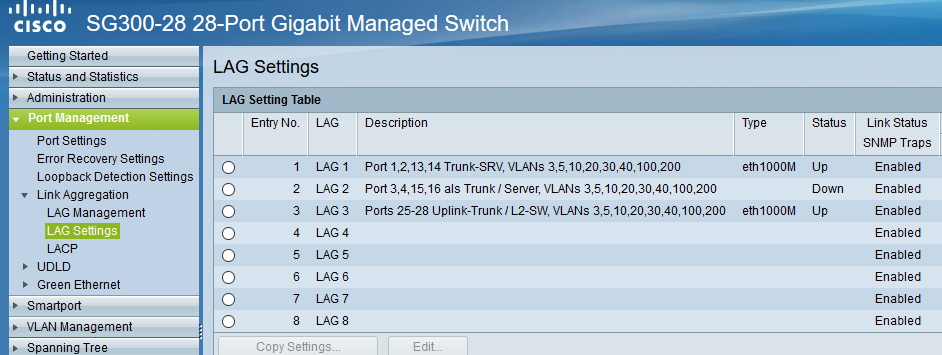 cisco
SG300-28 28-Port Gigabit Managed Switch
Getting Started
Status and Statistics
Administration
Port Management
Port Settings
Error Recovery Settings
Loopback Detection Settings
Link Aggregation
LAG Management
LAG Settings
LACP
UDLD
Green Ethernet
Smartport
VLAN Management
Spanning Tree
LAG Settings
LAG Setting Table
Entry No. LAG Description Type Status Link Status
SNMP Traps
1 LAG 1 Port 1,2,13,14 Trunk-SRV, VLANs 3,5,10,20,30,40,100,200 eth1000M Up Enabled
2 LAG 2 Port 3,4,15,16 als Trunk / Server, VLANs 3,5,10,20,30,40,100,200 Down Enabled
3 LAG 3 Ports 25-28 Uplink-Trunk / L2-SW, VLANs 3,5,10,20,30,40,100,200 eth1000M Up Enabled
4 LAG 4 Enabled
5 LAG 5 Enabled
6 LAG 6 Enabled
7 LAG 7 Enabled
8 LAG 8 Enabled
Copy Settings... Edit...